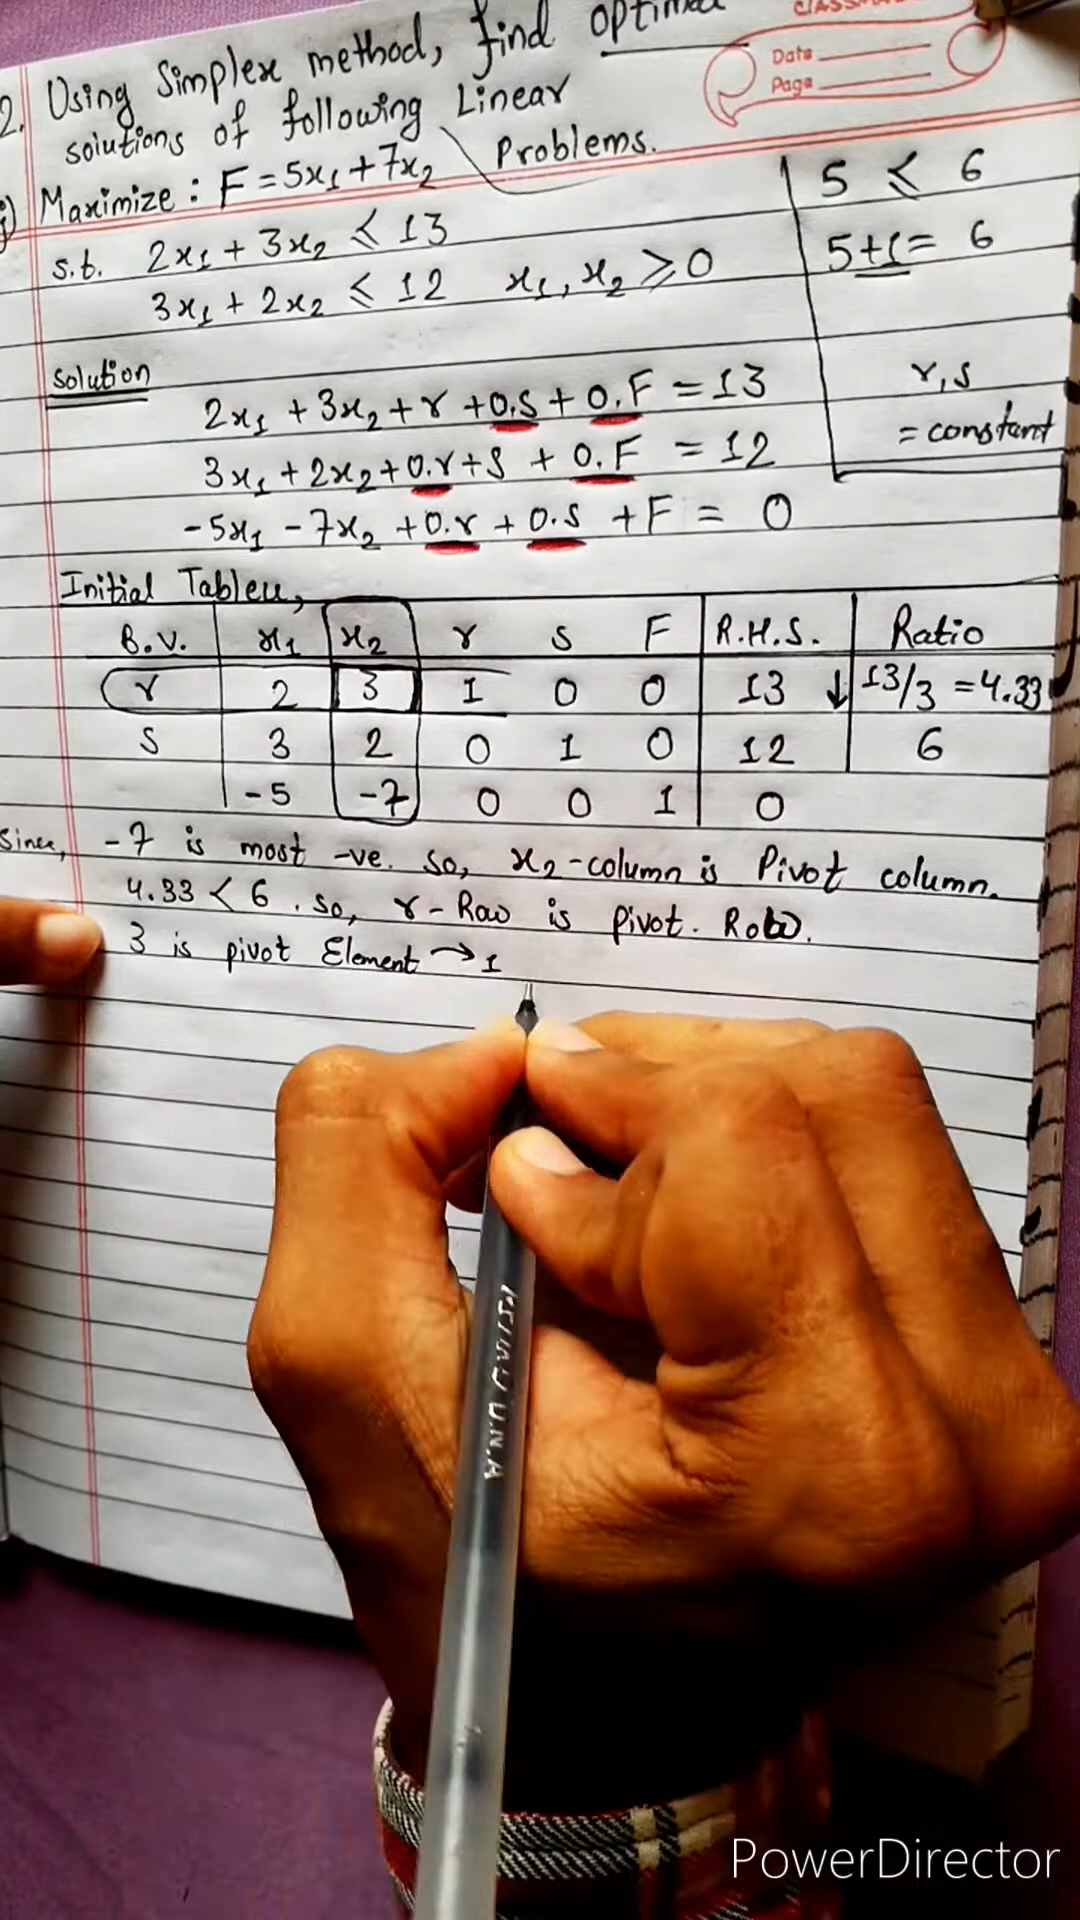 2. Using Simplex method, find optimal
solutions of following Linear
Problems.
Date
Page
i) Maximize : F = 5x₁ + 7x₂
s.t. 2x₁ + 3x₂ ≤ 13
3x₁ + 2x₂ ≤ 12 x₁, x₂ ≥ 0
5 ≤ 6
5+1 = 6
r, s
= constant
Solution
2x₁ + 3x₂ + r + 0.s + 0.F = 13
3x₁ + 2x₂ + 0.r + s + 0.F = 12
-5x₁ - 7x₂ + 0.r + 0.s + F = 0
Initial Tableu,
B.V. x₁ x₂ r s F R.H.S. Ratio
r 2 3 1 0 0 13 ↓ 13/3 = 4.33
s 3 2 0 1 0 12 6
-5 -7 0 0 1 0
Since, -7 is most -ve. so, x₂-column is Pivot column.
4.33 < 6. so, r-Row is pivot. Row.
3 is pivot Element → 1
U.N.A
PowerDirector